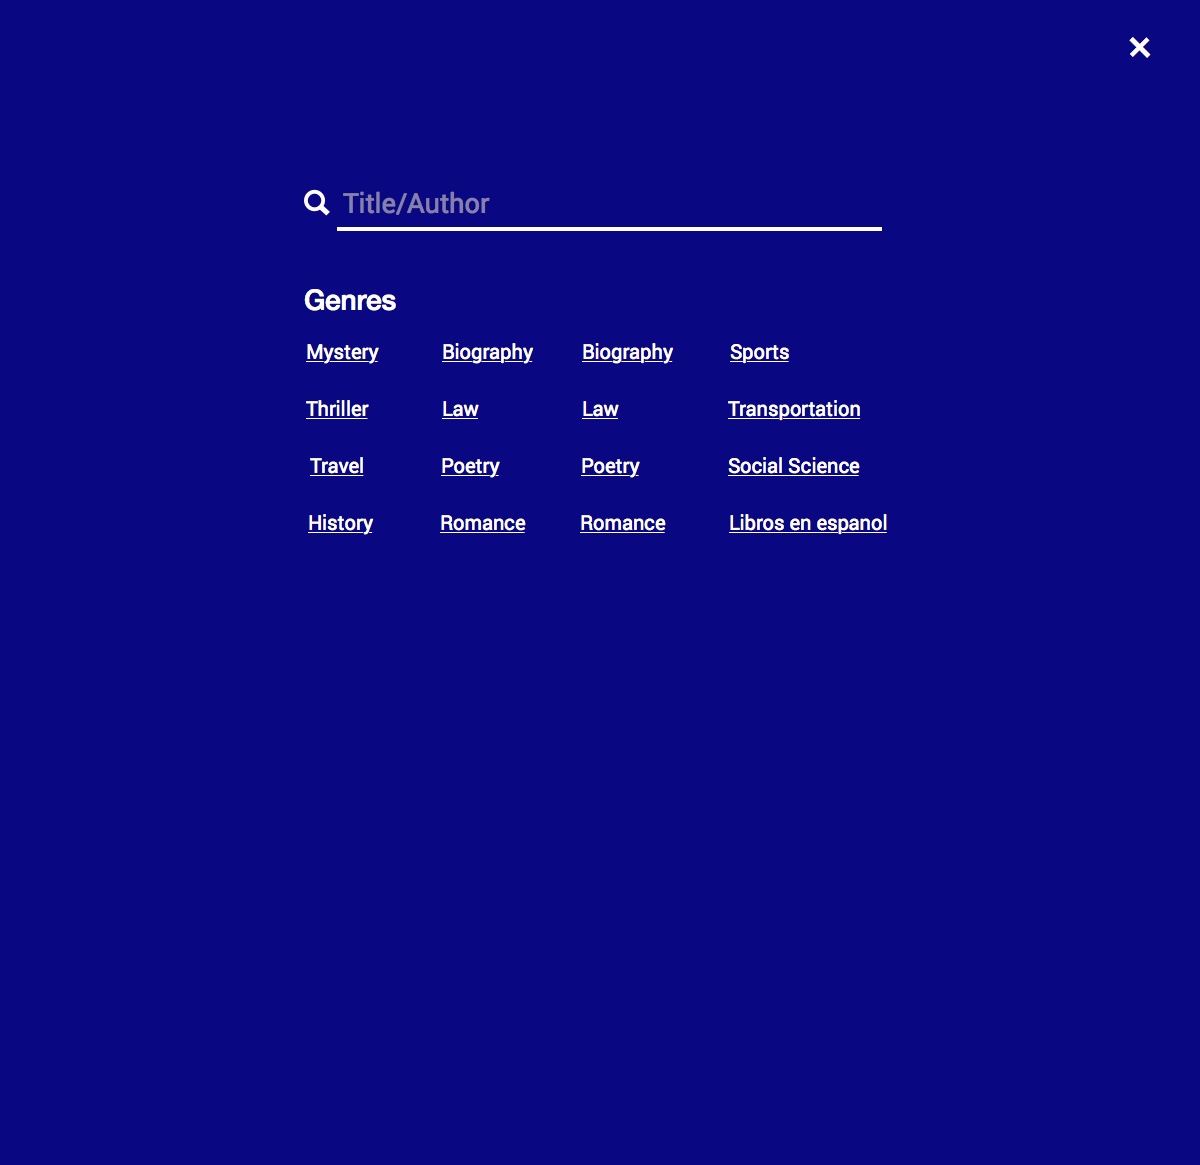 Title/Author
Genres
Mystery Biography Biography Sports
Thriller Law Law Transportation
Travel Poetry Poetry Social Science
History Romance Romance Libros en espanol